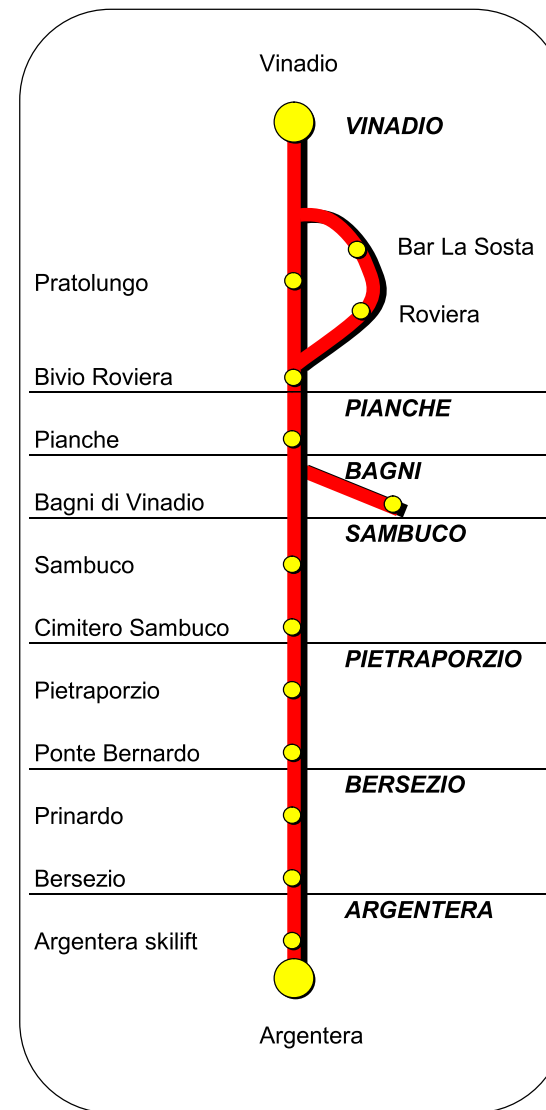 Vinadio
VINADIO
Bar La Sosta
Pratolungo
Roviera
Bivio Roviera
PIANCHE
Pianche
BAGNI
Bagni di Vinadio
SAMBUCO
Sambuco
Cimitero Sambuco
PIETRAPORZIO
Pietraporzio
Ponte Bernardo
BERSEZIO
Prinardo
Bersezio
ARGENTERA
Argentera skilift
Argentera